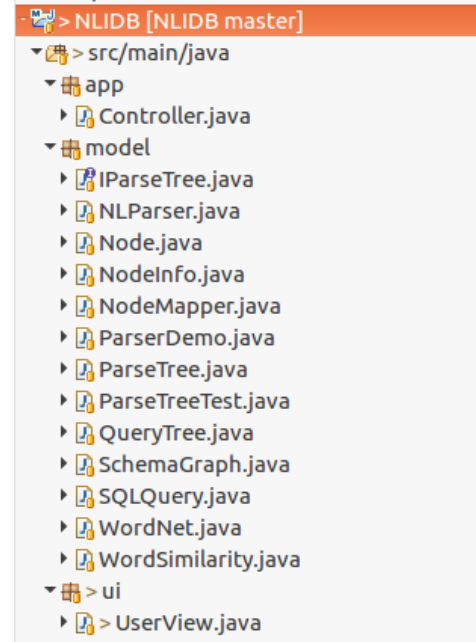 > NLIDB [NLIDB master]
> src/main/java
app
Controller.java
model
IParseTree.java
NLParser.java
Node.java
NodeInfo.java
NodeMapper.java
ParserDemo.java
ParseTree.java
ParseTreeTest.java
QueryTree.java
SchemaGraph.java
SQLQuery.java
WordNet.java
WordSimilarity.java
> ui
> UserView.java